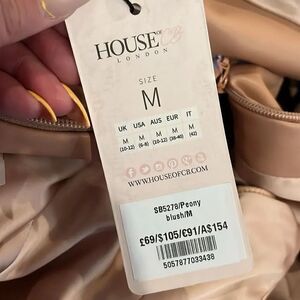 HOUSE OF CB
LONDON
SIZE
M
UK USA AUS EUR IT
M M M M M
(10-12) (6-8) (10-12) (38-40) (42)
WWW.HOUSEOFCB.COM
SB5278/Peony
blush/M
£69/$105/€91/A$154
5057877033438